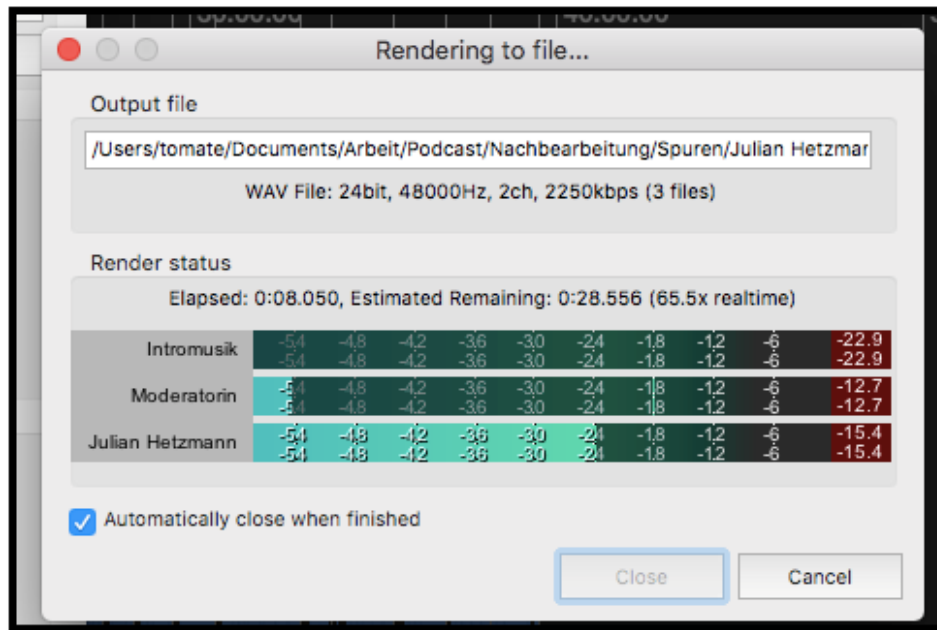 Rendering to file...
Output file
/Users/tomate/Documents/Arbeit/Podcast/Nachbearbeitung/Spuren/Julian Hetzmar
WAV File: 24bit, 48000Hz, 2ch, 2250kbps (3 files)
Render status
Elapsed: 0:08.050, Estimated Remaining: 0:28.556 (65.5x realtime)
-54 -48 -42 -36 -30 -24 -18 -12 -6 -22.9
Intromusik
-54 -48 -42 -36 -30 -24 -18 -12 -6 -22.9
-54 -48 -42 -36 -30 -24 -18 -12 -6 -12.7
Moderatorin
-54 -48 -42 -36 -30 -24 -18 -12 -6 -12.7
-54 -48 -42 -36 -30 -24 -18 -12 -6 -15.4
Julian Hetzmann
-54 -48 -42 -36 -30 -24 -18 -12 -6 -15.4
Automatically close when finished
Close Cancel